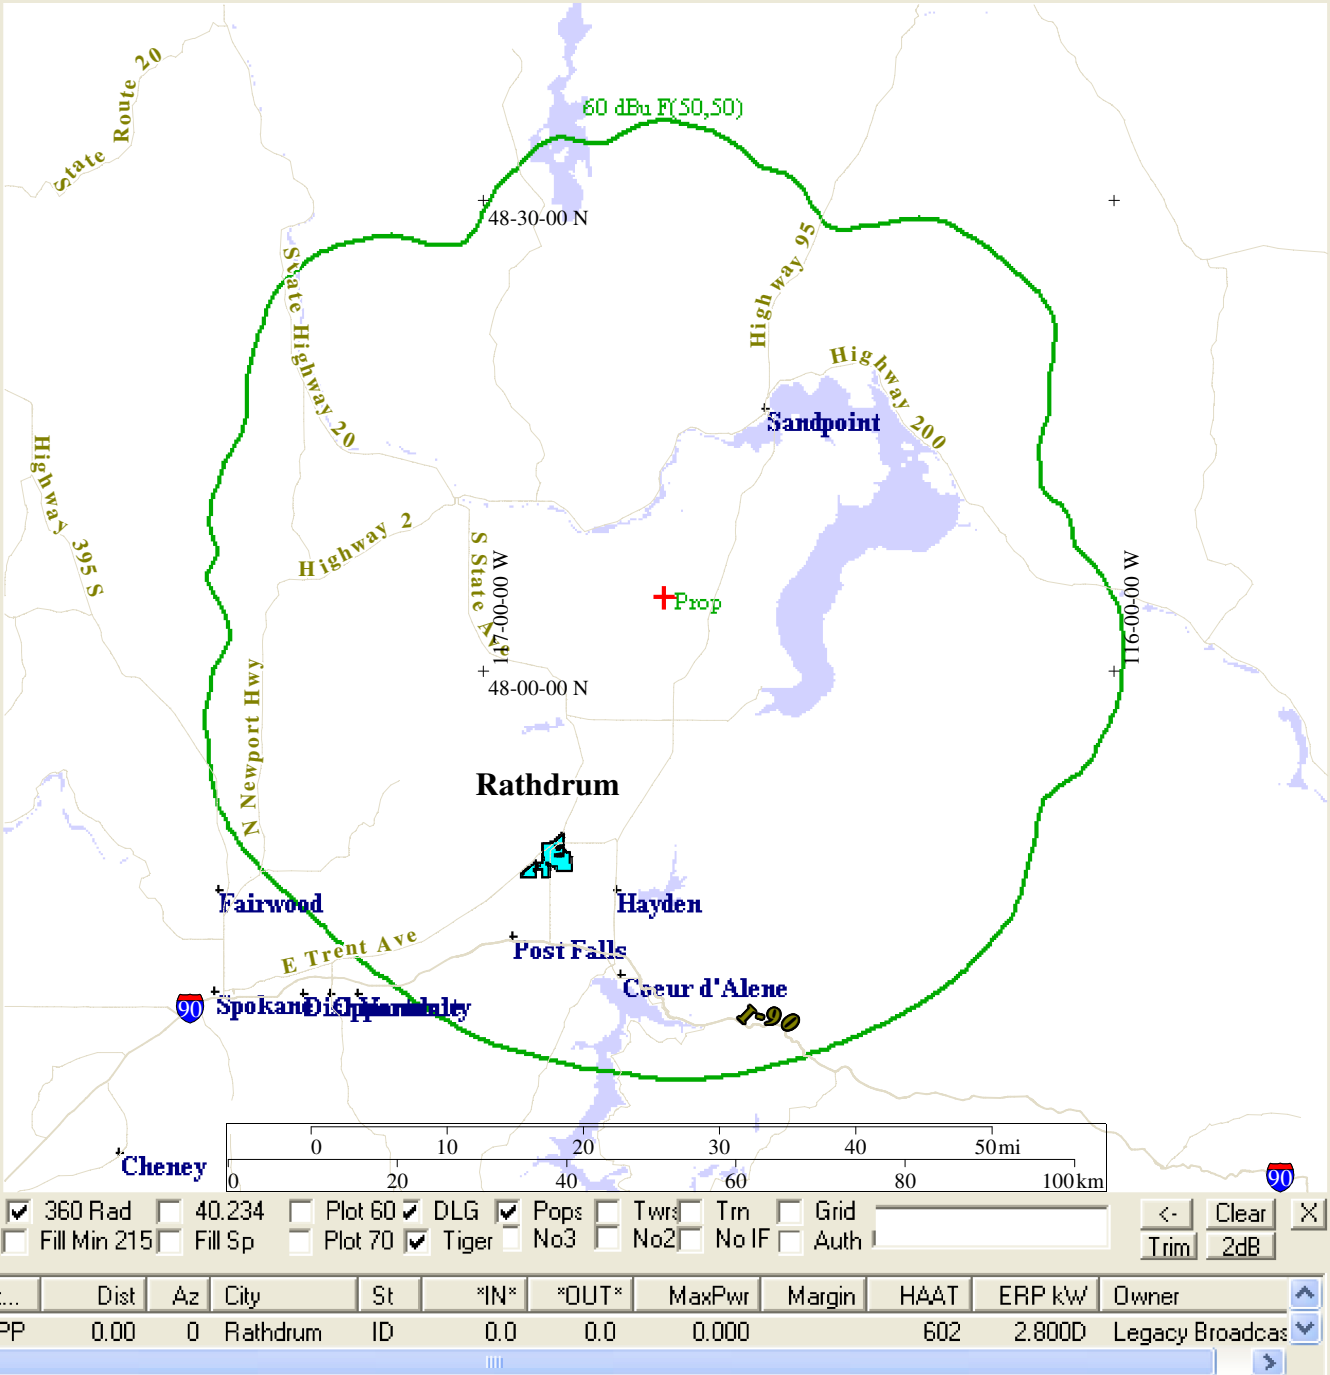 State Route 20
60 dBu F(50,50)
48-30-00 N
State Highway 20
High way 95
Highway 200
Sandpoint
Highway 395 S
Highway 2
S State Ave
117-00-00 W
116-00-00 W
Prop
48-00-00 N
N Newport Hwy
Rathdrum
Fairwood
Hayden
E Trent Ave
Post Falls
Coeur d'Alene
90
Spokane
I-90
Cheney
0 10 20 30 40 50mi
0 20 40 60 80 100km
90
360 Rad 40.234 Plot 60 DLG Pops Twrs Trn Grid <- Clear X
Fill Min 215 Fill Sp Plot 70 Tiger No3 No2 No IF Auth Trim 2dB
:... Dist Az City St *IN* *OUT* MaxPwr Margin HAAT ERP kW Owner
PP 0.00 0 Rathdrum ID 0.0 0.0 0.000 602 2.800D Legacy Broadcas